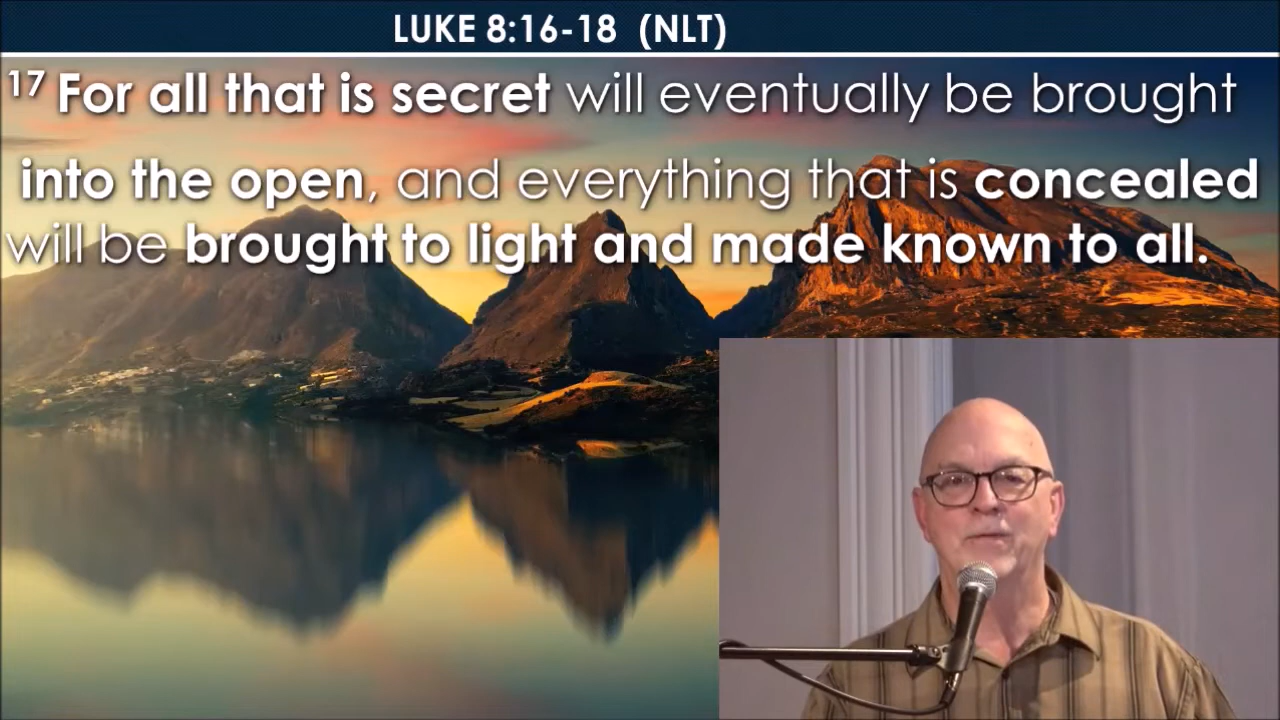 LUKE 8:16-18 (NLT)
17 For all that is secret will eventually be brought
into the open, and everything that is concealed
will be brought to light and made known to all.